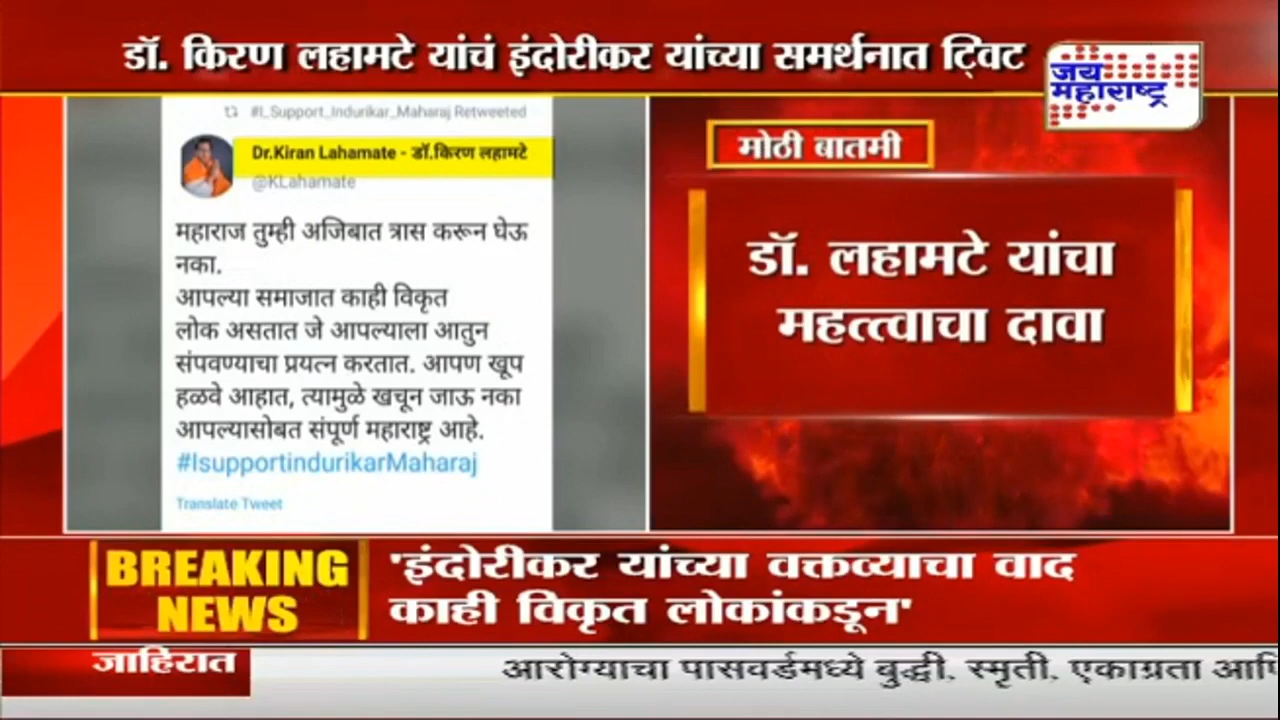 डॉ. किरण लहामटे यांचं इंदोरीकर यांच्या समर्थनात ट्विट
जय
महाराष्ट्र
#I_Support_Indurikar_Maharaj Retweeted
Dr.Kiran Lahamate - डॉ.किरण लहामटे
@KLahamate
महाराज तुम्ही अजिबात त्रास करून घेऊ
नका.
आपल्या समाजात काही विकृत
लोक असतात जे आपल्याला आतुन
संपवण्याचा प्रयत्न करतात. आपण खूप
हळवे आहात, त्यामुळे खचून जाऊ नका
आपल्यासोबत संपूर्ण महाराष्ट्र आहे.
#IsupportindurikarMaharaj
Translate Tweet
मोठी बातमी
डॉ. लहामटे यांचा
महत्त्वाचा दावा
BREAKING
NEWS
'इंदोरीकर यांच्या वक्तव्याचा वाद
काही विकृत लोकांकडून'
जाहिरात
आरोग्याचा पासवर्डमध्ये बुद्धी. स्मृती. एकाग्रता आणि